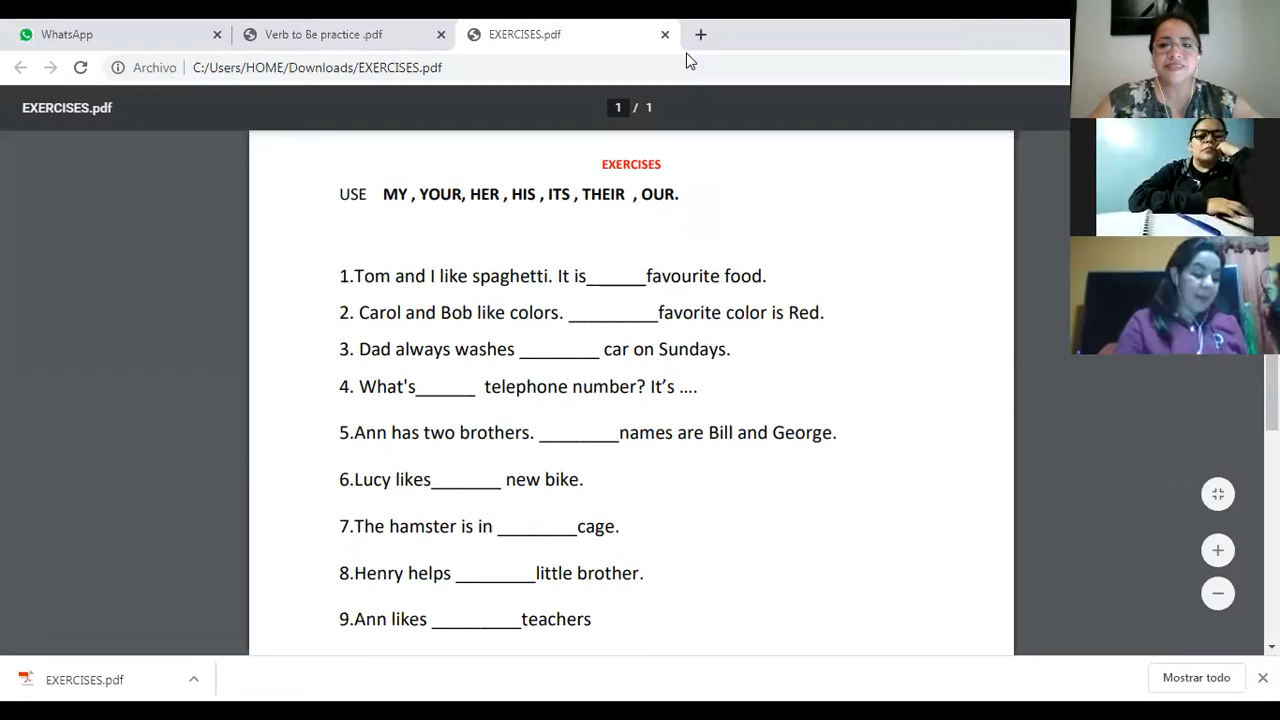 WhatsApp
Verb to Be practice .pdf
EXERCISES.pdf
Archivo
C:/Users/HOME/Downloads/EXERCISES.pdf
EXERCISES.pdf
1 / 1
EXERCISES
USE MY , YOUR, HER , HIS , ITS , THEIR , OUR.
1.Tom and I like spaghetti. It is______favourite food.
2. Carol and Bob like colors. _________favorite color is Red.
3. Dad always washes ________ car on Sundays.
4. What's______ telephone number? It’s ….
5.Ann has two brothers. ________names are Bill and George.
6.Lucy likes_______ new bike.
7.The hamster is in ________cage.
8.Henry helps ________little brother.
9.Ann likes _________teachers
EXERCISES.pdf
Mostrar todo